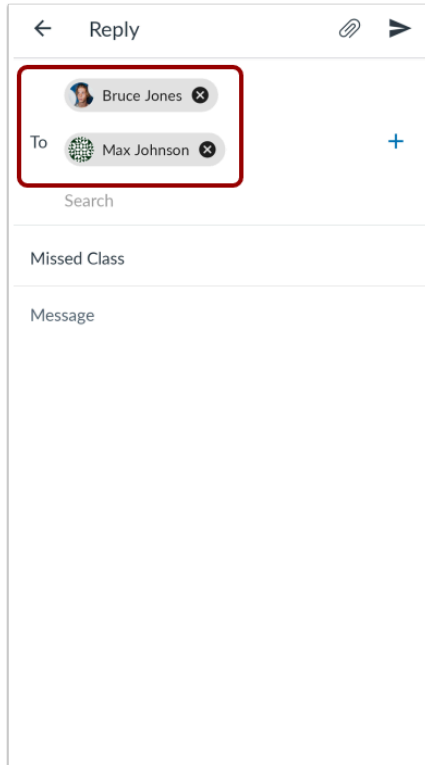 Reply
Bruce Jones
To
Max Johnson
Search
Missed Class
Message